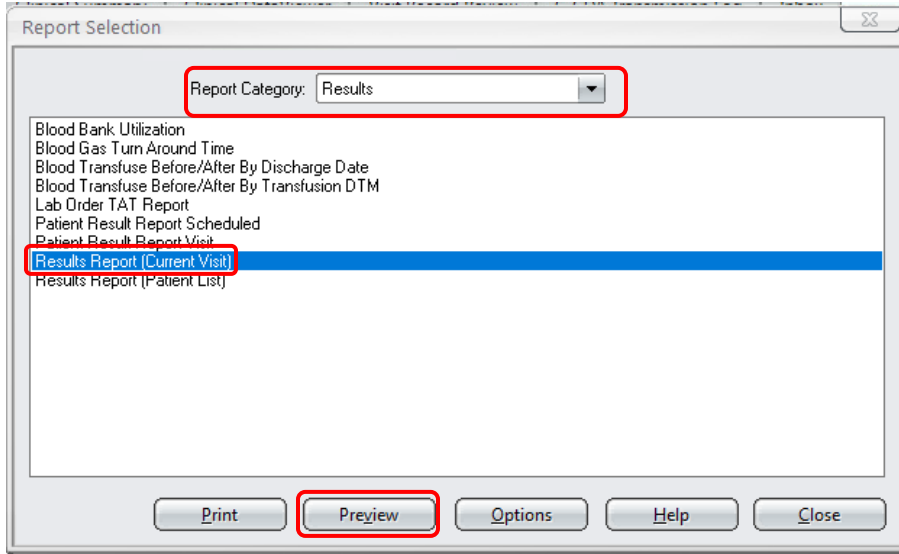 Report Selection
Report Category: Results
Blood Bank Utilization
Blood Gas Turn Around Time
Blood Transfuse Before/After By Discharge Date
Blood Transfuse Before/After By Transfusion DTM
Lab Order TAT Report
Patient Result Report Scheduled
Patient Result Report Visit
Results Report (Current Visit)
Results Report (Patient List)
Print Preview Options Help Close